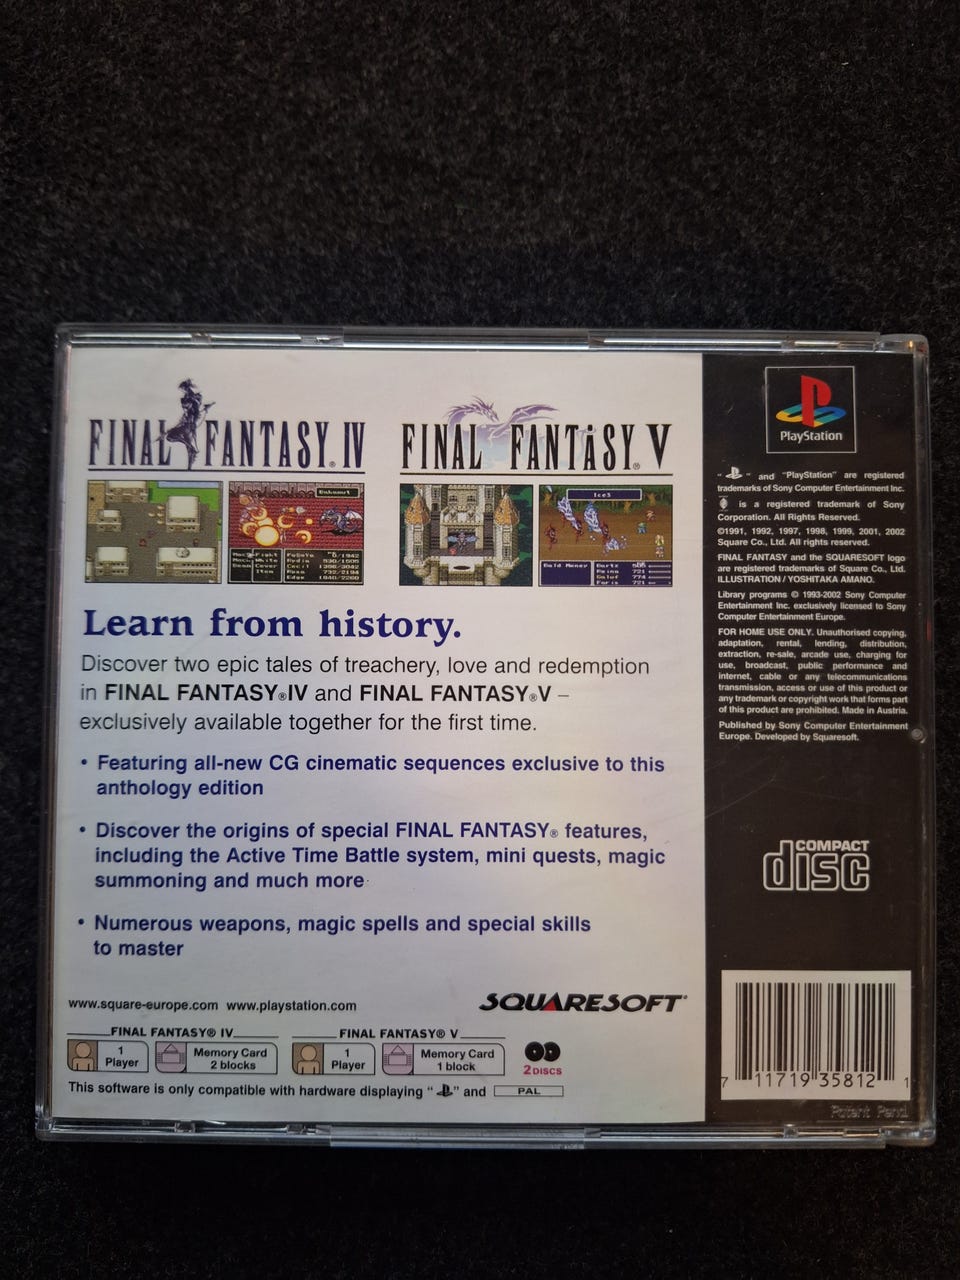 FINAL FANTASY® IV
FINAL FANTASY® V
Bahamut
Ice3
Learn from history.
Discover two epic tales of treachery, love and redemption
in FINAL FANTASY®IV and FINAL FANTASY®V –
exclusively available together for the first time.
• Featuring all-new CG cinematic sequences exclusive to this
anthology edition
• Discover the origins of special FINAL FANTASY® features,
including the Active Time Battle system, mini quests, magic
summoning and much more
• Numerous weapons, magic spells and special skills
to master
www.square-europe.com www.playstation.com
SQUARESOFT®
FINAL FANTASY® IV
1
Player
Memory Card
2 blocks
FINAL FANTASY® V
1
Player
Memory Card
1 block
2 DISCS
This software is only compatible with hardware displaying " " and PAL
PlayStation
" " and "PlayStation" are registered
trademarks of Sony Computer Entertainment Inc.
is a registered trademark of Sony
Corporation. All Rights Reserved.
©1991, 1992, 1997, 1998, 1999, 2001, 2002
Square Co., Ltd. All rights reserved.
FINAL FANTASY and the SQUARESOFT logo
are registered trademarks of Square Co., Ltd.
ILLUSTRATION / YOSHITAKA AMANO.
Library programs © 1993-2002 Sony Computer
Entertainment Inc. exclusively licensed to Sony
Computer Entertainment Europe.
FOR HOME USE ONLY. Unauthorised copying,
adaptation, rental, lending, distribution,
extraction, re-sale, arcade use, charging for
use, broadcast, public performance and
internet, cable or any telecommunications
transmission, access or use of this product or
any trademark or copyright work that forms part
of this product are prohibited. Made in Austria.
Published by Sony Computer Entertainment
Europe. Developed by Squaresoft.
COMPACT
disc
7 11719 35812 1
Patent Pend